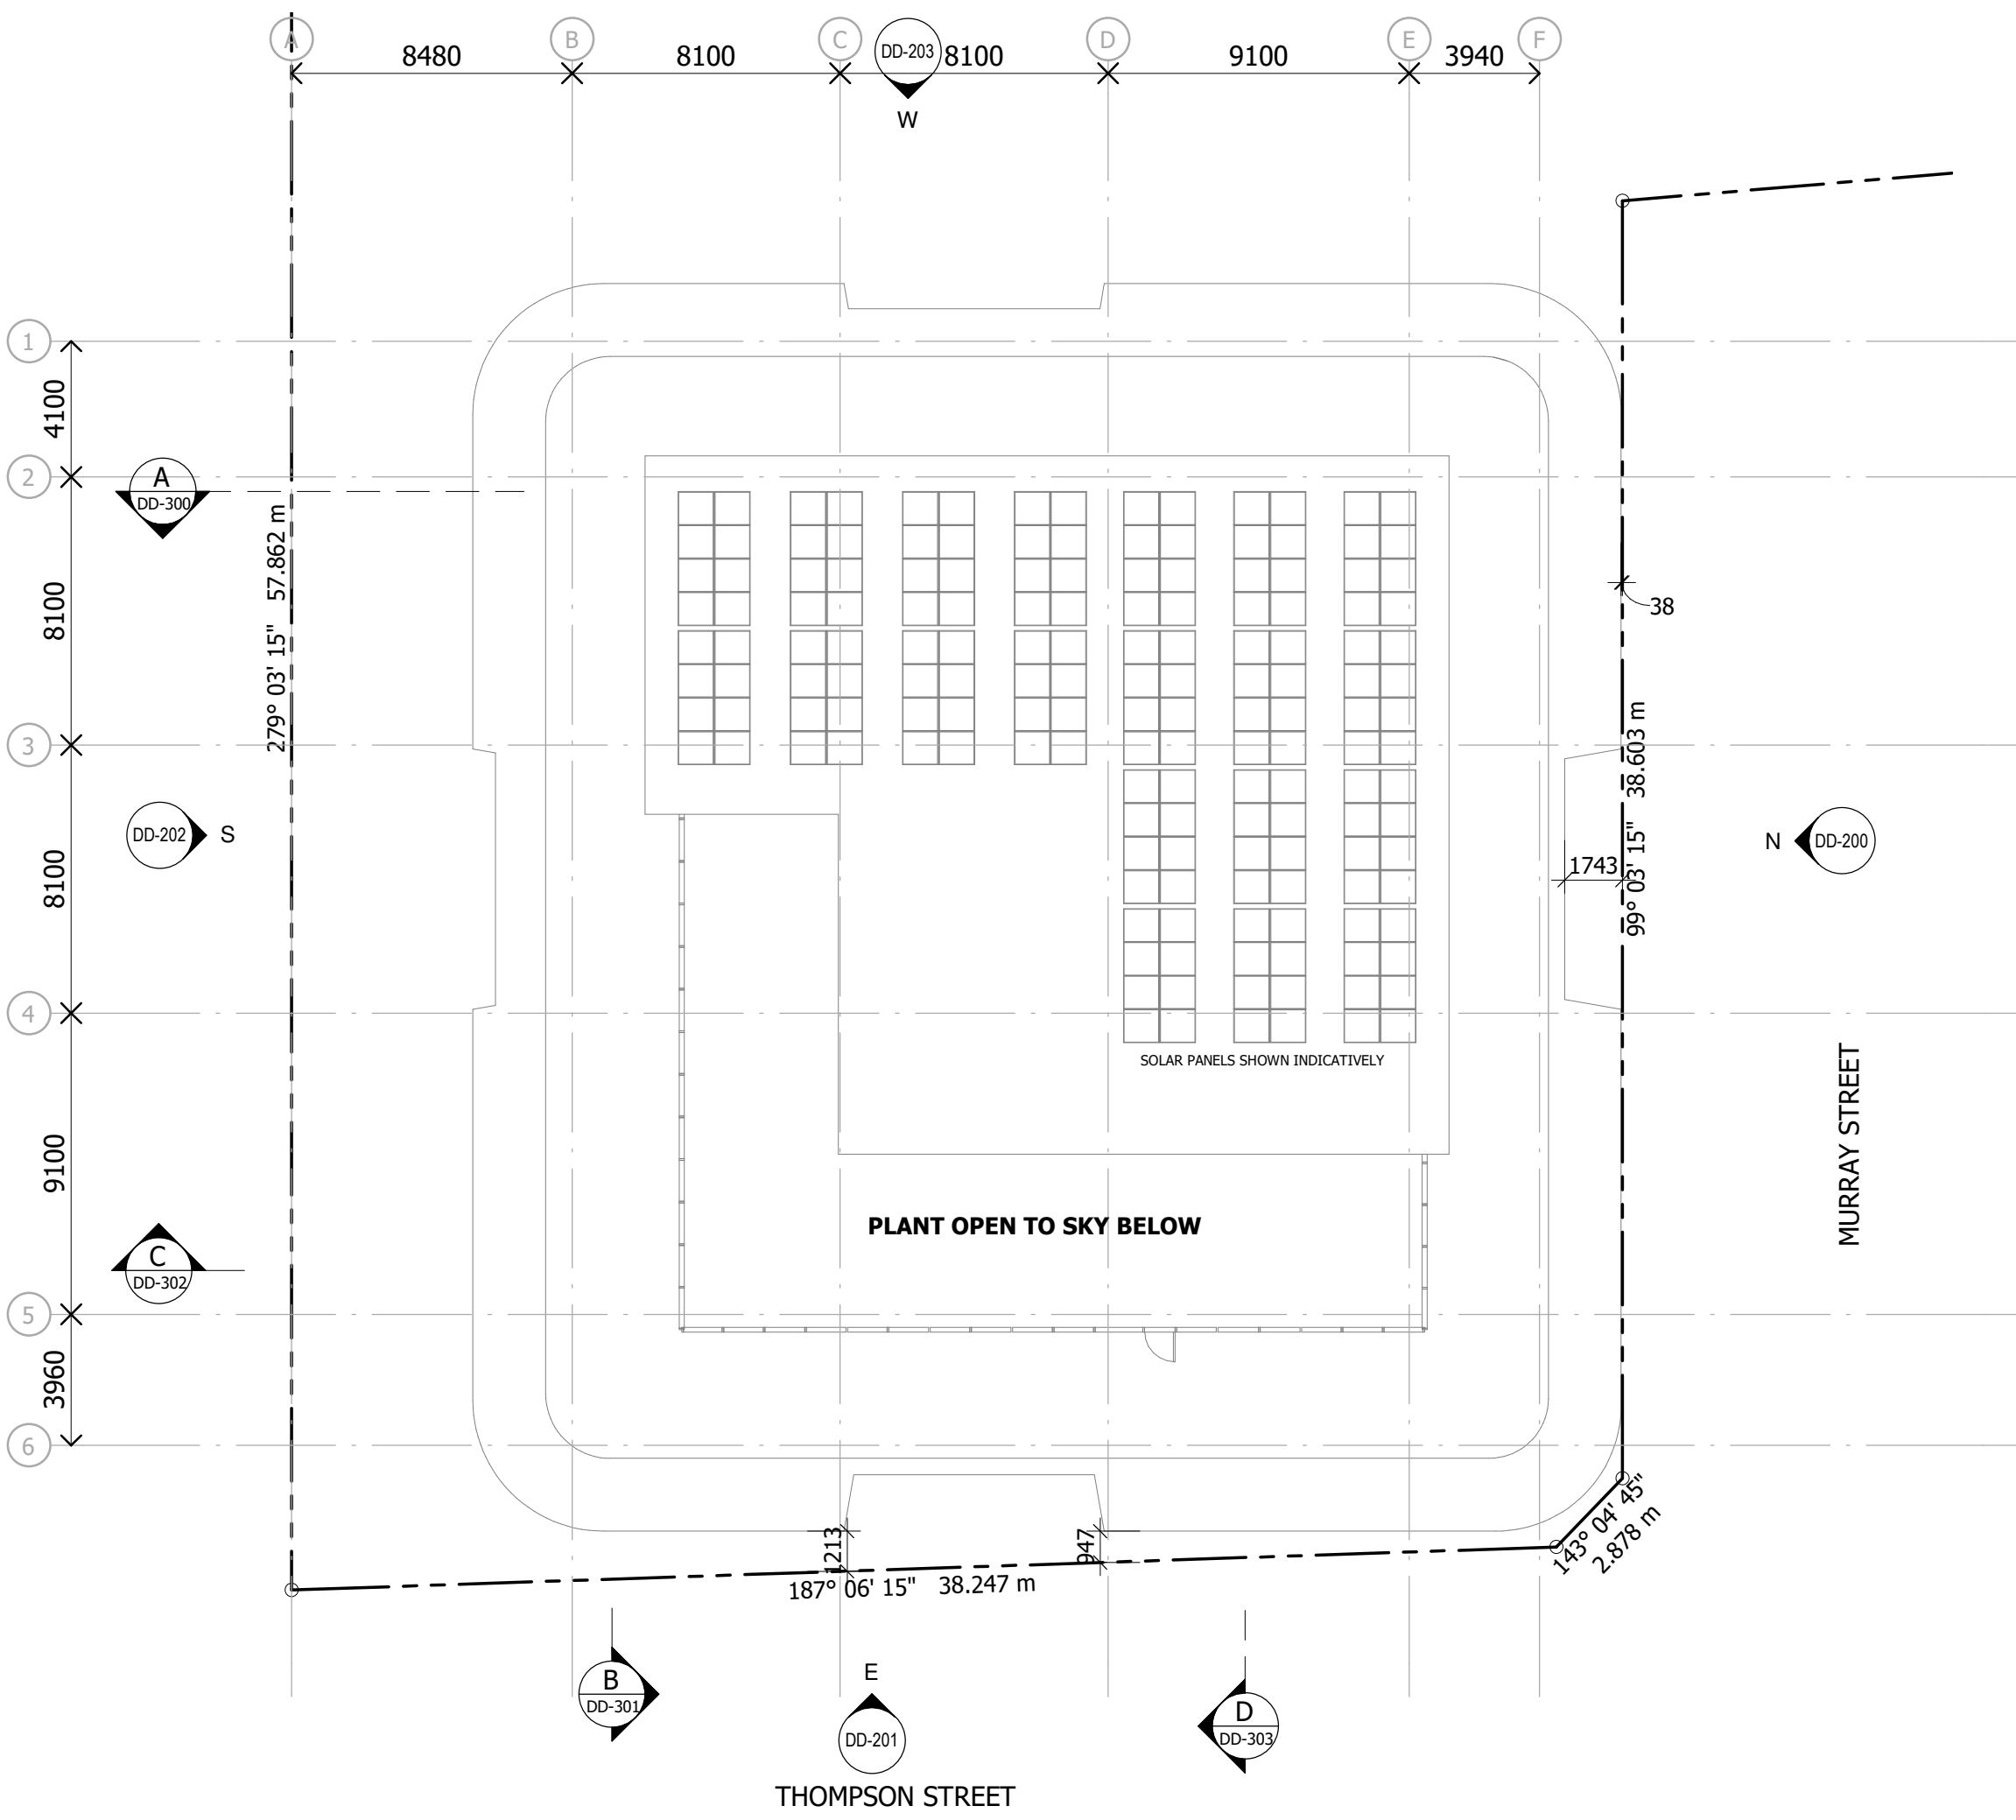 A B C D E F
8480 8100 8100 9100 3940
DD-203
W
1
4100
2
A
DD-300
8100
279° 03' 15" 57.862 m
38
3
99° 03' 15" 38.603 m
DD-202 S
N DD-200
8100
1743
4
SOLAR PANELS SHOWN INDICATIVELY
MURRAY STREET
9100
PLANT OPEN TO SKY BELOW
C
DD-302
5
3960
6
143° 04' 45"
2.878 m
1213
947
187° 06' 15" 38.247 m
B
DD-301
E
DD-201
D
DD-303
THOMPSON STREET